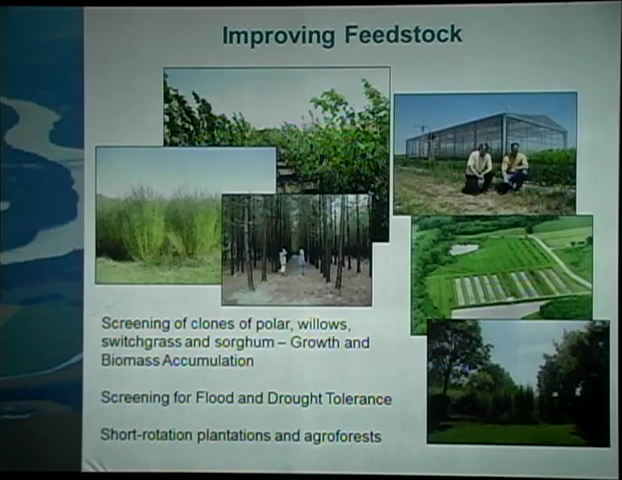 Improving Feedstock
Screening of clones of polar, willows,
switchgrass and sorghum – Growth and
Biomass Accumulation
Screening for Flood and Drought Tolerance
Short-rotation plantations and agroforests